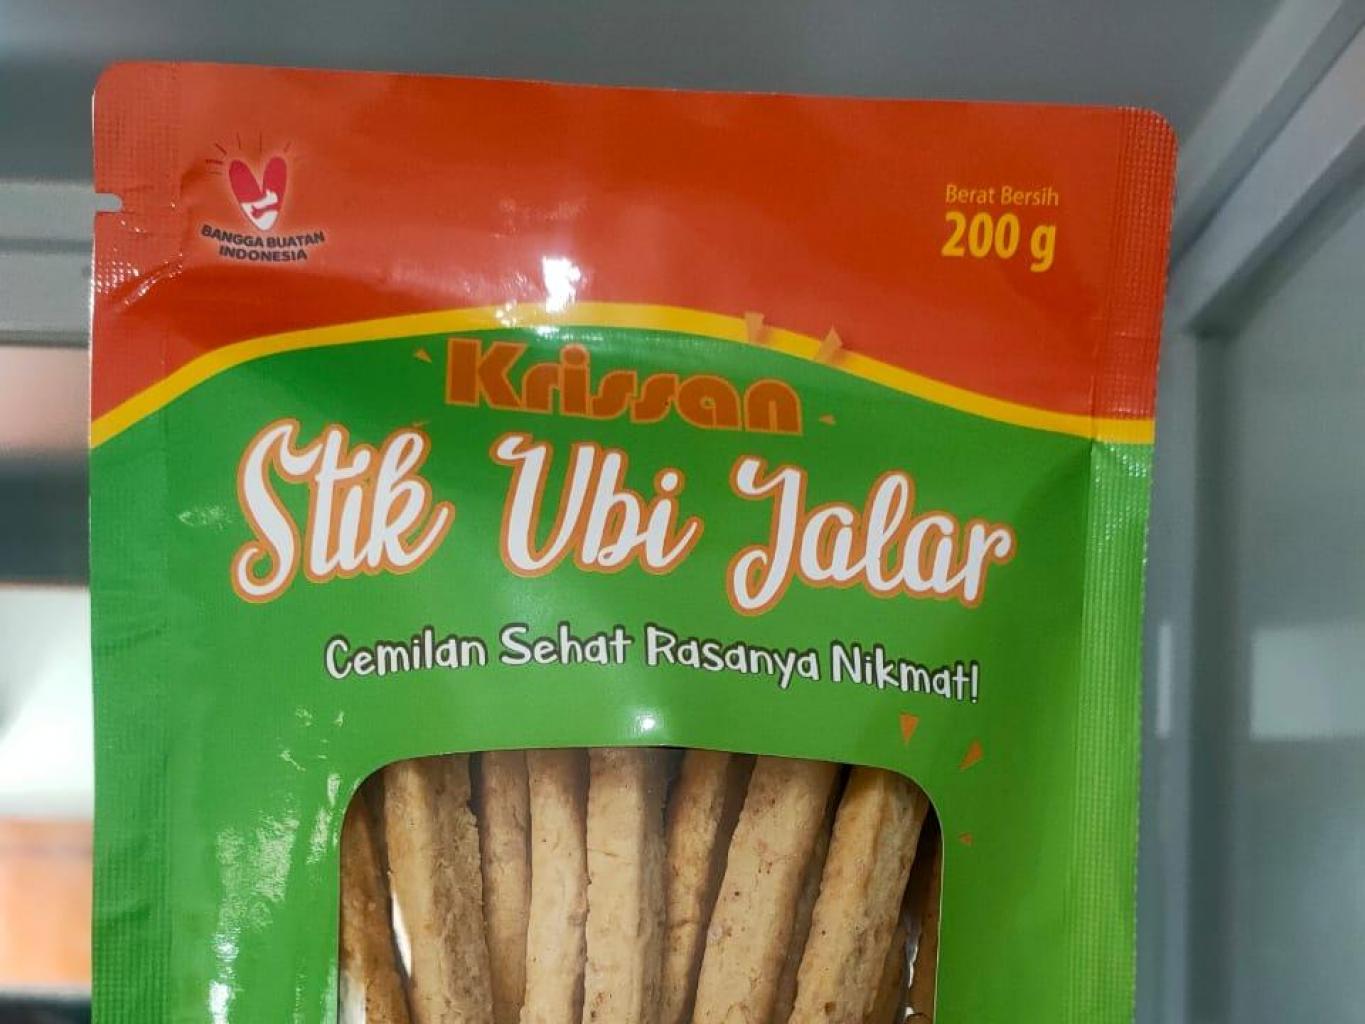 BANGGA BUATAN
INDONESIA
Berat Bersih
200 g
Krissan
Stik Ubi Jalar
Cemilan Sehat Rasanya Nikmat!